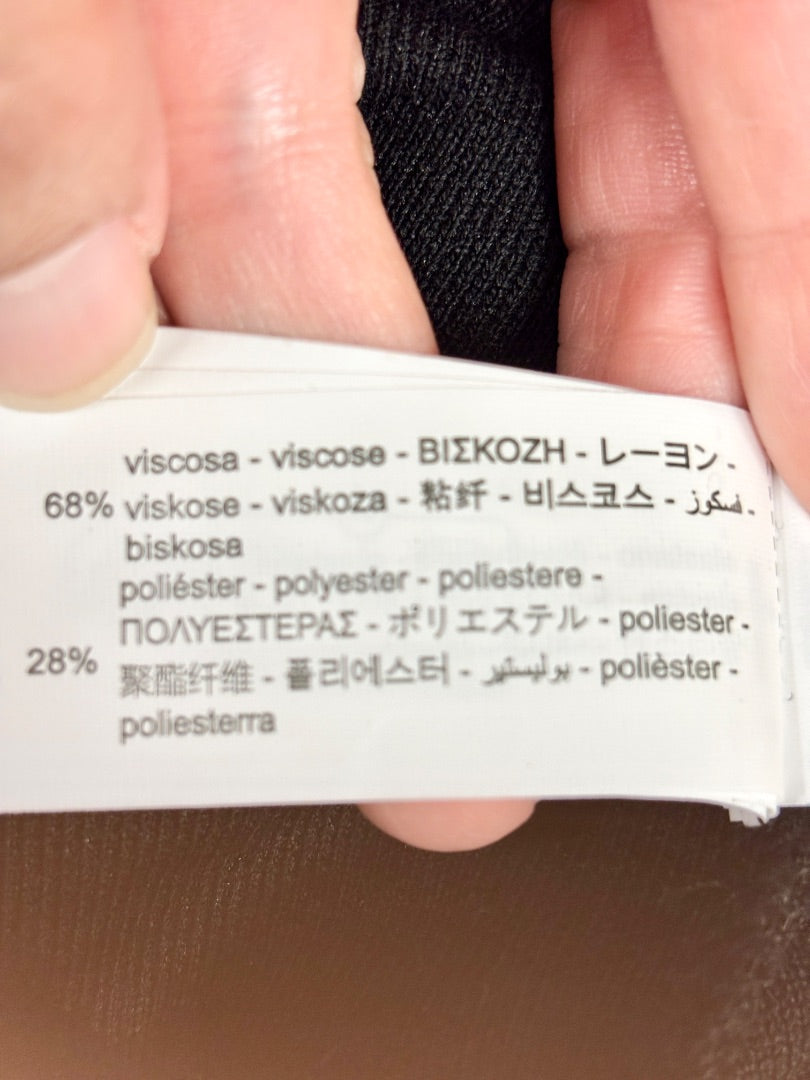 viscosa - viscose - ΒΙΣΚΟΖΗ - レーヨン -
68% viskose - viskoza - 粘纤 - 비스코스 - فسكوز -
biskosa
poliéster - polyester - poliestere -
ΠΟΛΥΕΣΤΕΡΑΣ - ポリエステル - poliester -
28% 聚酯纤维 - 폴리에스터 - بوليستير - polièster -
poliesterra